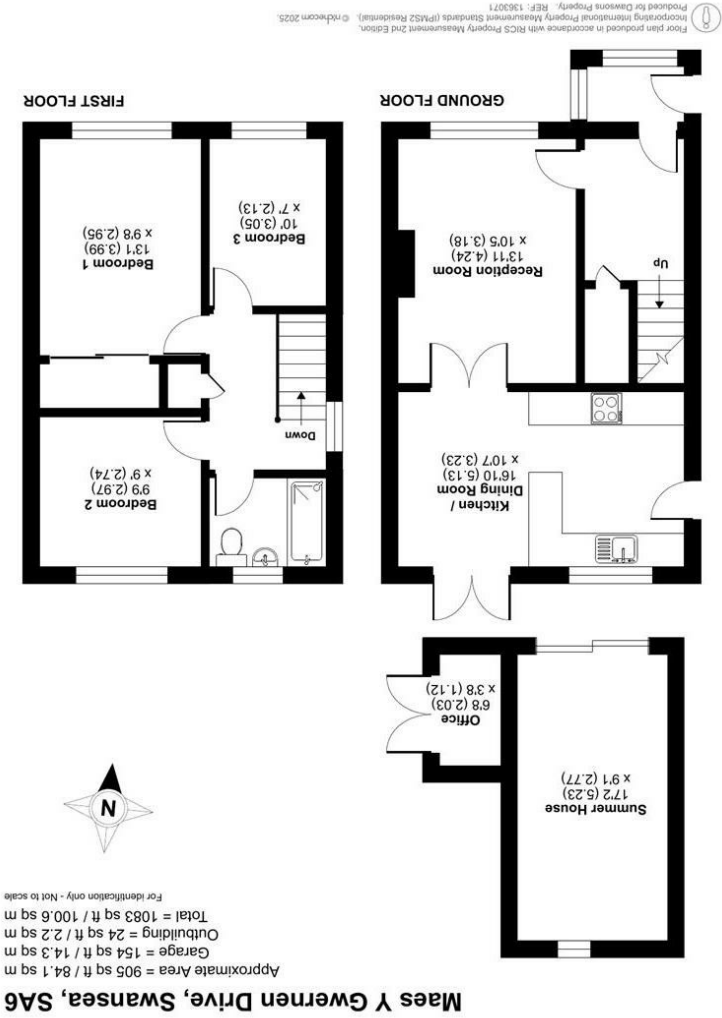 Maes Y Gwernen Drive, Swansea, SA6
Approximate Area = 905 sq ft / 84.1 sq m
Garage = 154 sq ft / 14.3 sq m
Outbuilding = 24 sq ft / 2.2 sq m
Total = 1083 sq ft / 100.6 sq m
For identification only - Not to scale
N
Summer House
17'2 (5.23)
x 9'1 (2.77)
Office
6'8 (2.03)
x 3'8 (1.12)
Kitchen /
Dining Room
16'10 (5.13)
x 10'7 (3.23)
Up
Reception Room
13'11 (4.24)
x 10'5 (3.18)
GROUND FLOOR
Bedroom 2
9'9 (2.97)
x 9' (2.74)
Down
Bedroom 3
10' (3.05)
x 7' (2.13)
Bedroom 1
13'1 (3.99)
x 9'8 (2.95)
FIRST FLOOR
Floor plan produced in accordance with RICS Property Measurement 2nd Edition,
Incorporating International Property Measurement Standards (IPMS2 Residential). © nichecom 2025.
Produced for Dawsons Property. REF: 1363071